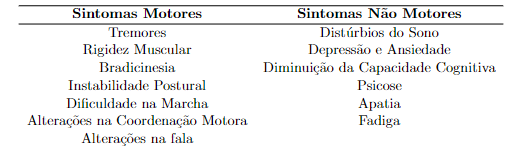 Sintomas Motores Sintomas Não Motores
Tremores Distúrbios do Sono
Rigidez Muscular Depressão e Ansiedade
Bradicinesia Diminuição da Capacidade Cognitiva
Instabilidade Postural Psicose
Dificuldade na Marcha Apatia
Alterações na Coordenação Motora Fadiga
Alterações na fala